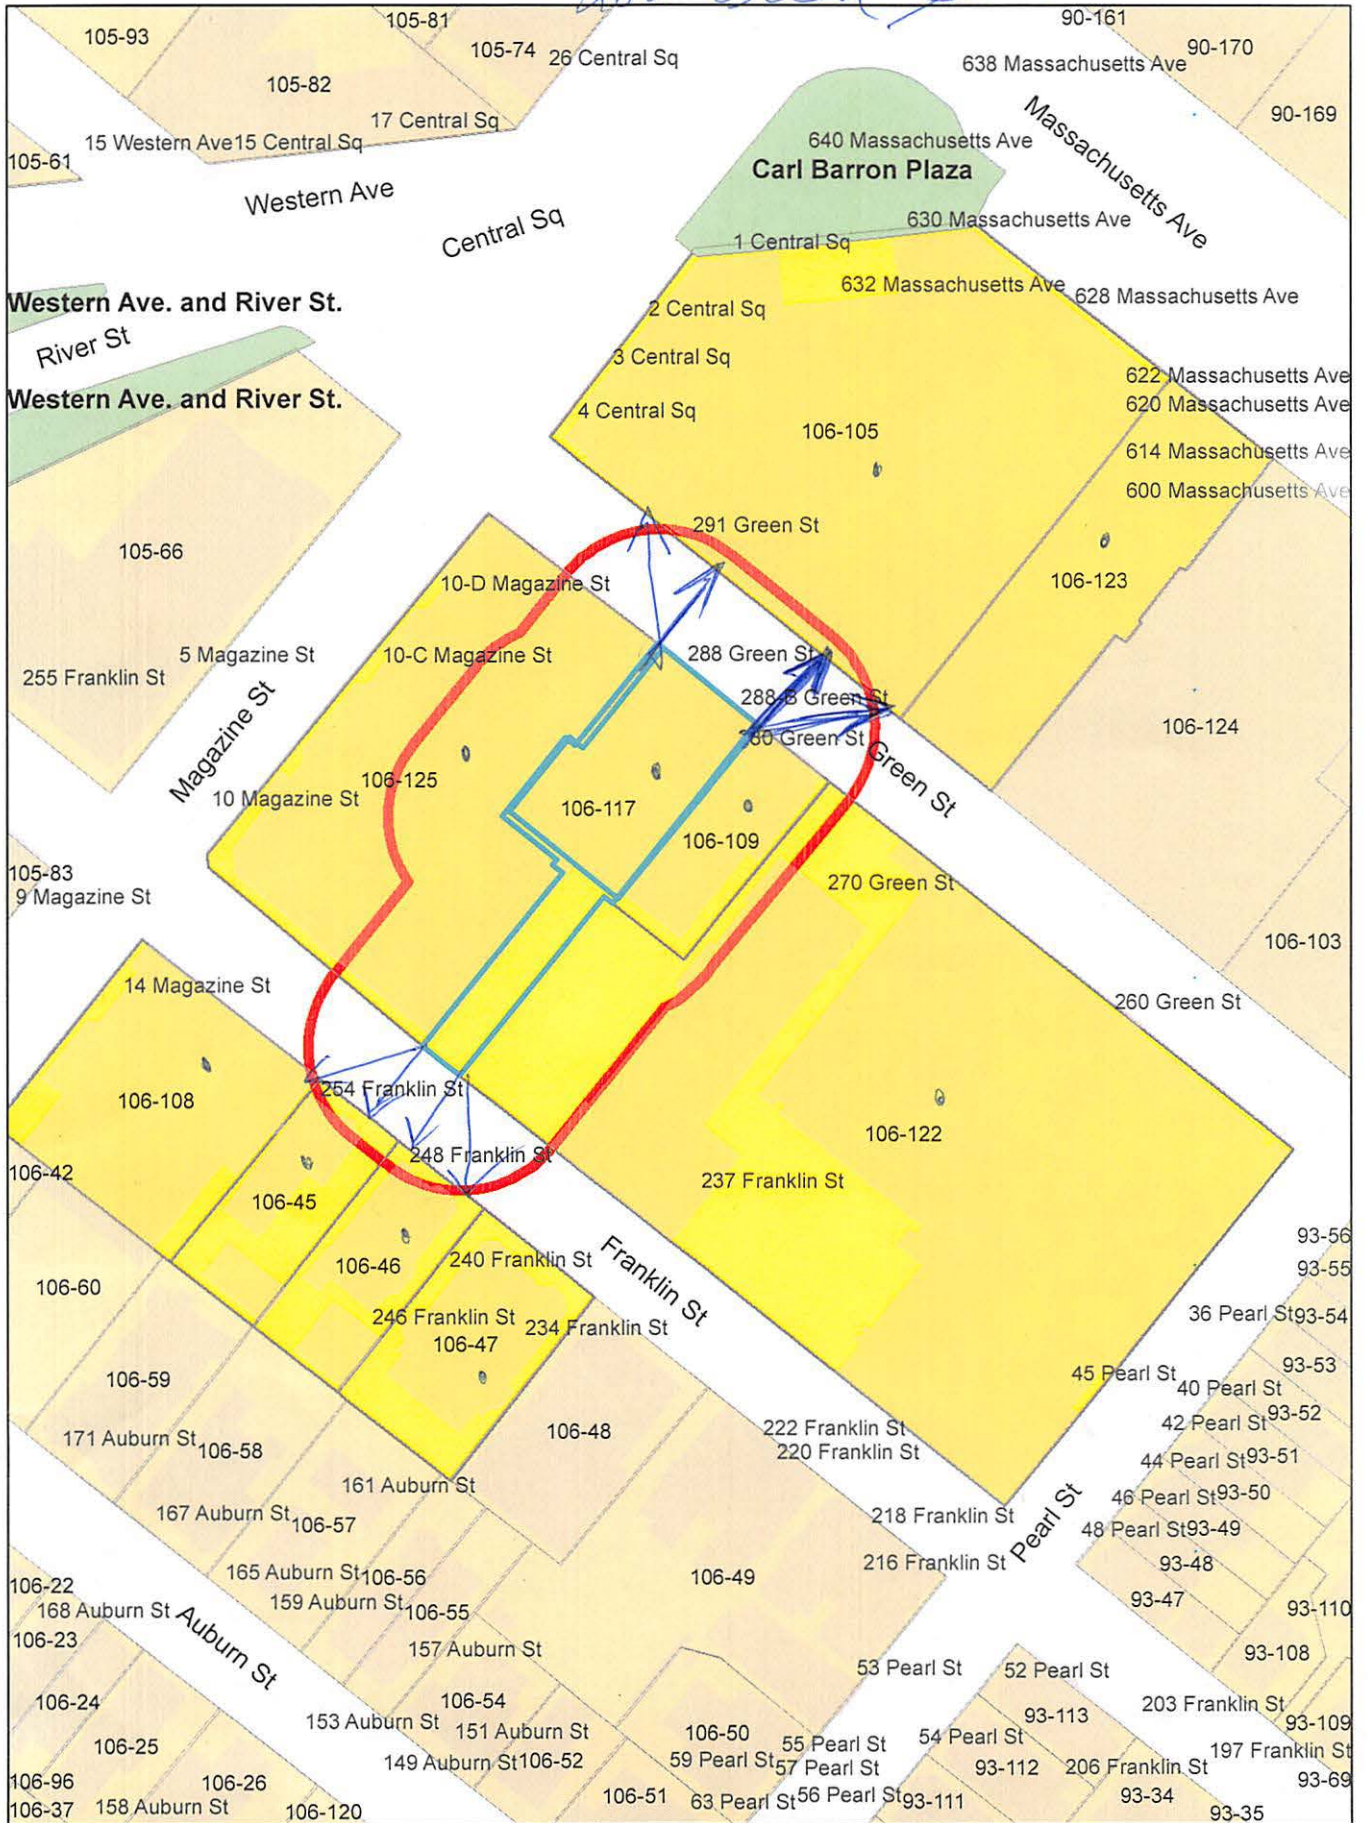 105-93
105-81
105-74
26 Central Sq
90-161
90-170
638 Massachusetts Ave
105-82
90-169
17 Central Sq
15 Western Ave
15 Central Sq
105-61
640 Massachusetts Ave
Carl Barron Plaza
Massachusetts Ave
Western Ave
Central Sq
630 Massachusetts Ave
1 Central Sq
632 Massachusetts Ave
628 Massachusetts Ave
Western Ave. and River St.
2 Central Sq
River St
3 Central Sq
622 Massachusetts Ave
Western Ave. and River St.
620 Massachusetts Ave
4 Central Sq
106-105
614 Massachusetts Ave
600 Massachusetts Ave
291 Green St
105-66
10-D Magazine St
106-123
5 Magazine St
10-C Magazine St
288 Green St
255 Franklin St
288-B Green St
106-124
Magazine St
280 Green St
Green St
106-125
10 Magazine St
106-117
106-109
105-83
9 Magazine St
270 Green St
106-103
14 Magazine St
260 Green St
254 Franklin St
106-108
106-122
248 Franklin St
106-42
237 Franklin St
106-45
93-56
106-46
240 Franklin St
Franklin St
93-55
106-60
246 Franklin St
234 Franklin St
36 Pearl St
93-54
106-47
93-53
106-59
45 Pearl St
40 Pearl St
93-52
42 Pearl St
171 Auburn St
106-58
106-48
222 Franklin St
220 Franklin St
44 Pearl St
93-51
161 Auburn St
46 Pearl St
93-50
167 Auburn St
106-57
218 Franklin St
Pearl St
48 Pearl St
93-49
165 Auburn St
106-56
106-49
216 Franklin St
93-48
106-22
159 Auburn St
106-55
93-47
168 Auburn St
Auburn St
93-110
106-23
157 Auburn St
93-108
53 Pearl St
52 Pearl St
106-24
106-54
203 Franklin St
153 Auburn St
151 Auburn St
93-113
93-109
106-25
106-50
55 Pearl St
54 Pearl St
197 Franklin St
149 Auburn St
106-52
59 Pearl St
57 Pearl St
93-112
206 Franklin St
93-69
106-96
106-26
106-51
63 Pearl St
56 Pearl St
93-111
93-34
106-37
158 Auburn St
106-120
93-35